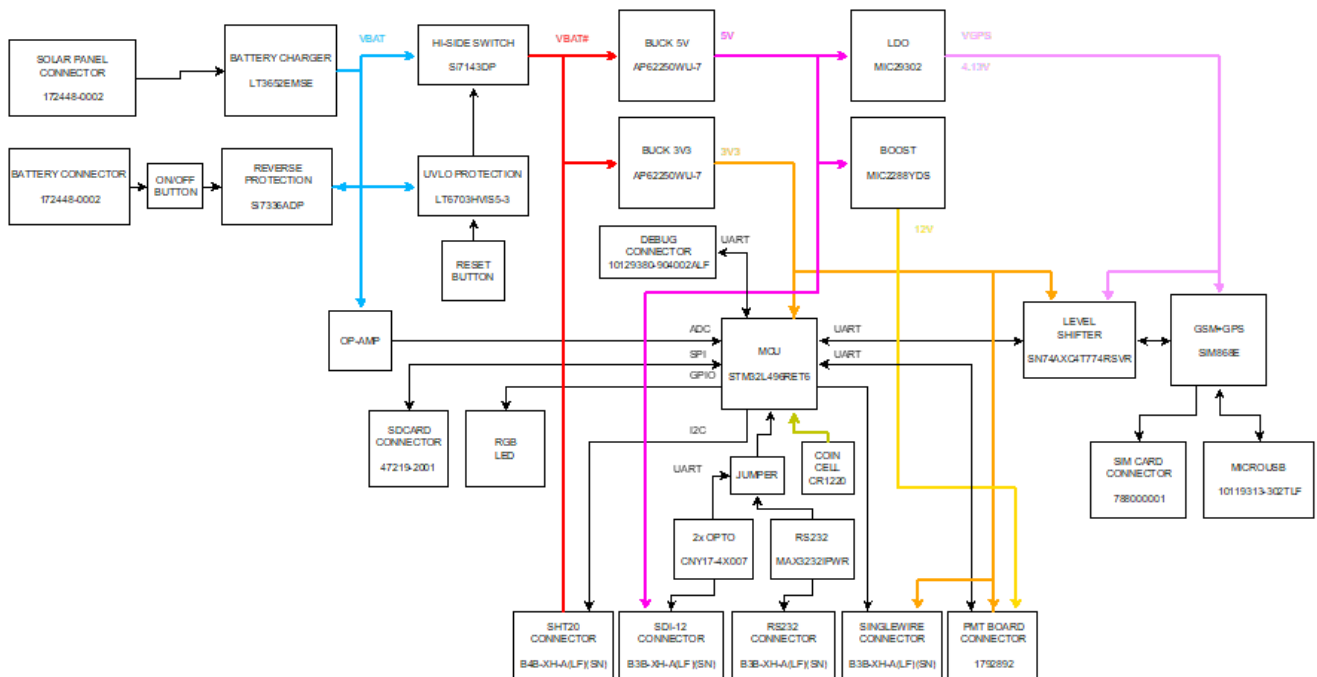 SOLAR PANEL
CONNECTOR
172448-0002
BATTERY CHARGER
LT3652EMSE
VBAT
HI-SIDE SWITCH
Si7143DP
VBAT#
BUCK 5V
AP62250WU-7
5V
LDO
MIC29302
VGPS
4.13V
BATTERY CONNECTOR
172448-0002
ON/OFF
BUTTON
REVERSE
PROTECTION
Si7336ADP
UVLO PROTECTION
LT6703HVIS5-3
BUCK 3V3
AP62250WU-7
3V3
BOOST
MIC2288YDS
12V
RESET
BUTTON
DEBUG
CONNECTOR
10129380-904002ALF
UART
OP-AMP
ADC
SPI
GPIO
MCU
STM32L496RET6
UART
UART
LEVEL
SHIFTER
SN74AXC4T774RSVR
GSM+GPS
SIM868E
SDCARD
CONNECTOR
47219-2001
RGB
LED
I2C
UART
JUMPER
COIN
CELL
CR1220
SIM CARD
CONNECTOR
788000001
MICROUSB
10119313-302TLF
2x OPTO
CNY17-4X007
RS232
MAX3232IPWR
SHT20
CONNECTOR
B4B-XH-A(LF)(SN)
SDI-12
CONNECTOR
B3B-XH-A(LF)(SN)
RS232
CONNECTOR
B3B-XH-A(LF)(SN)
SINGLEWIRE
CONNECTOR
B3B-XH-A(LF)(SN)
PMT BOARD
CONNECTOR
1792892